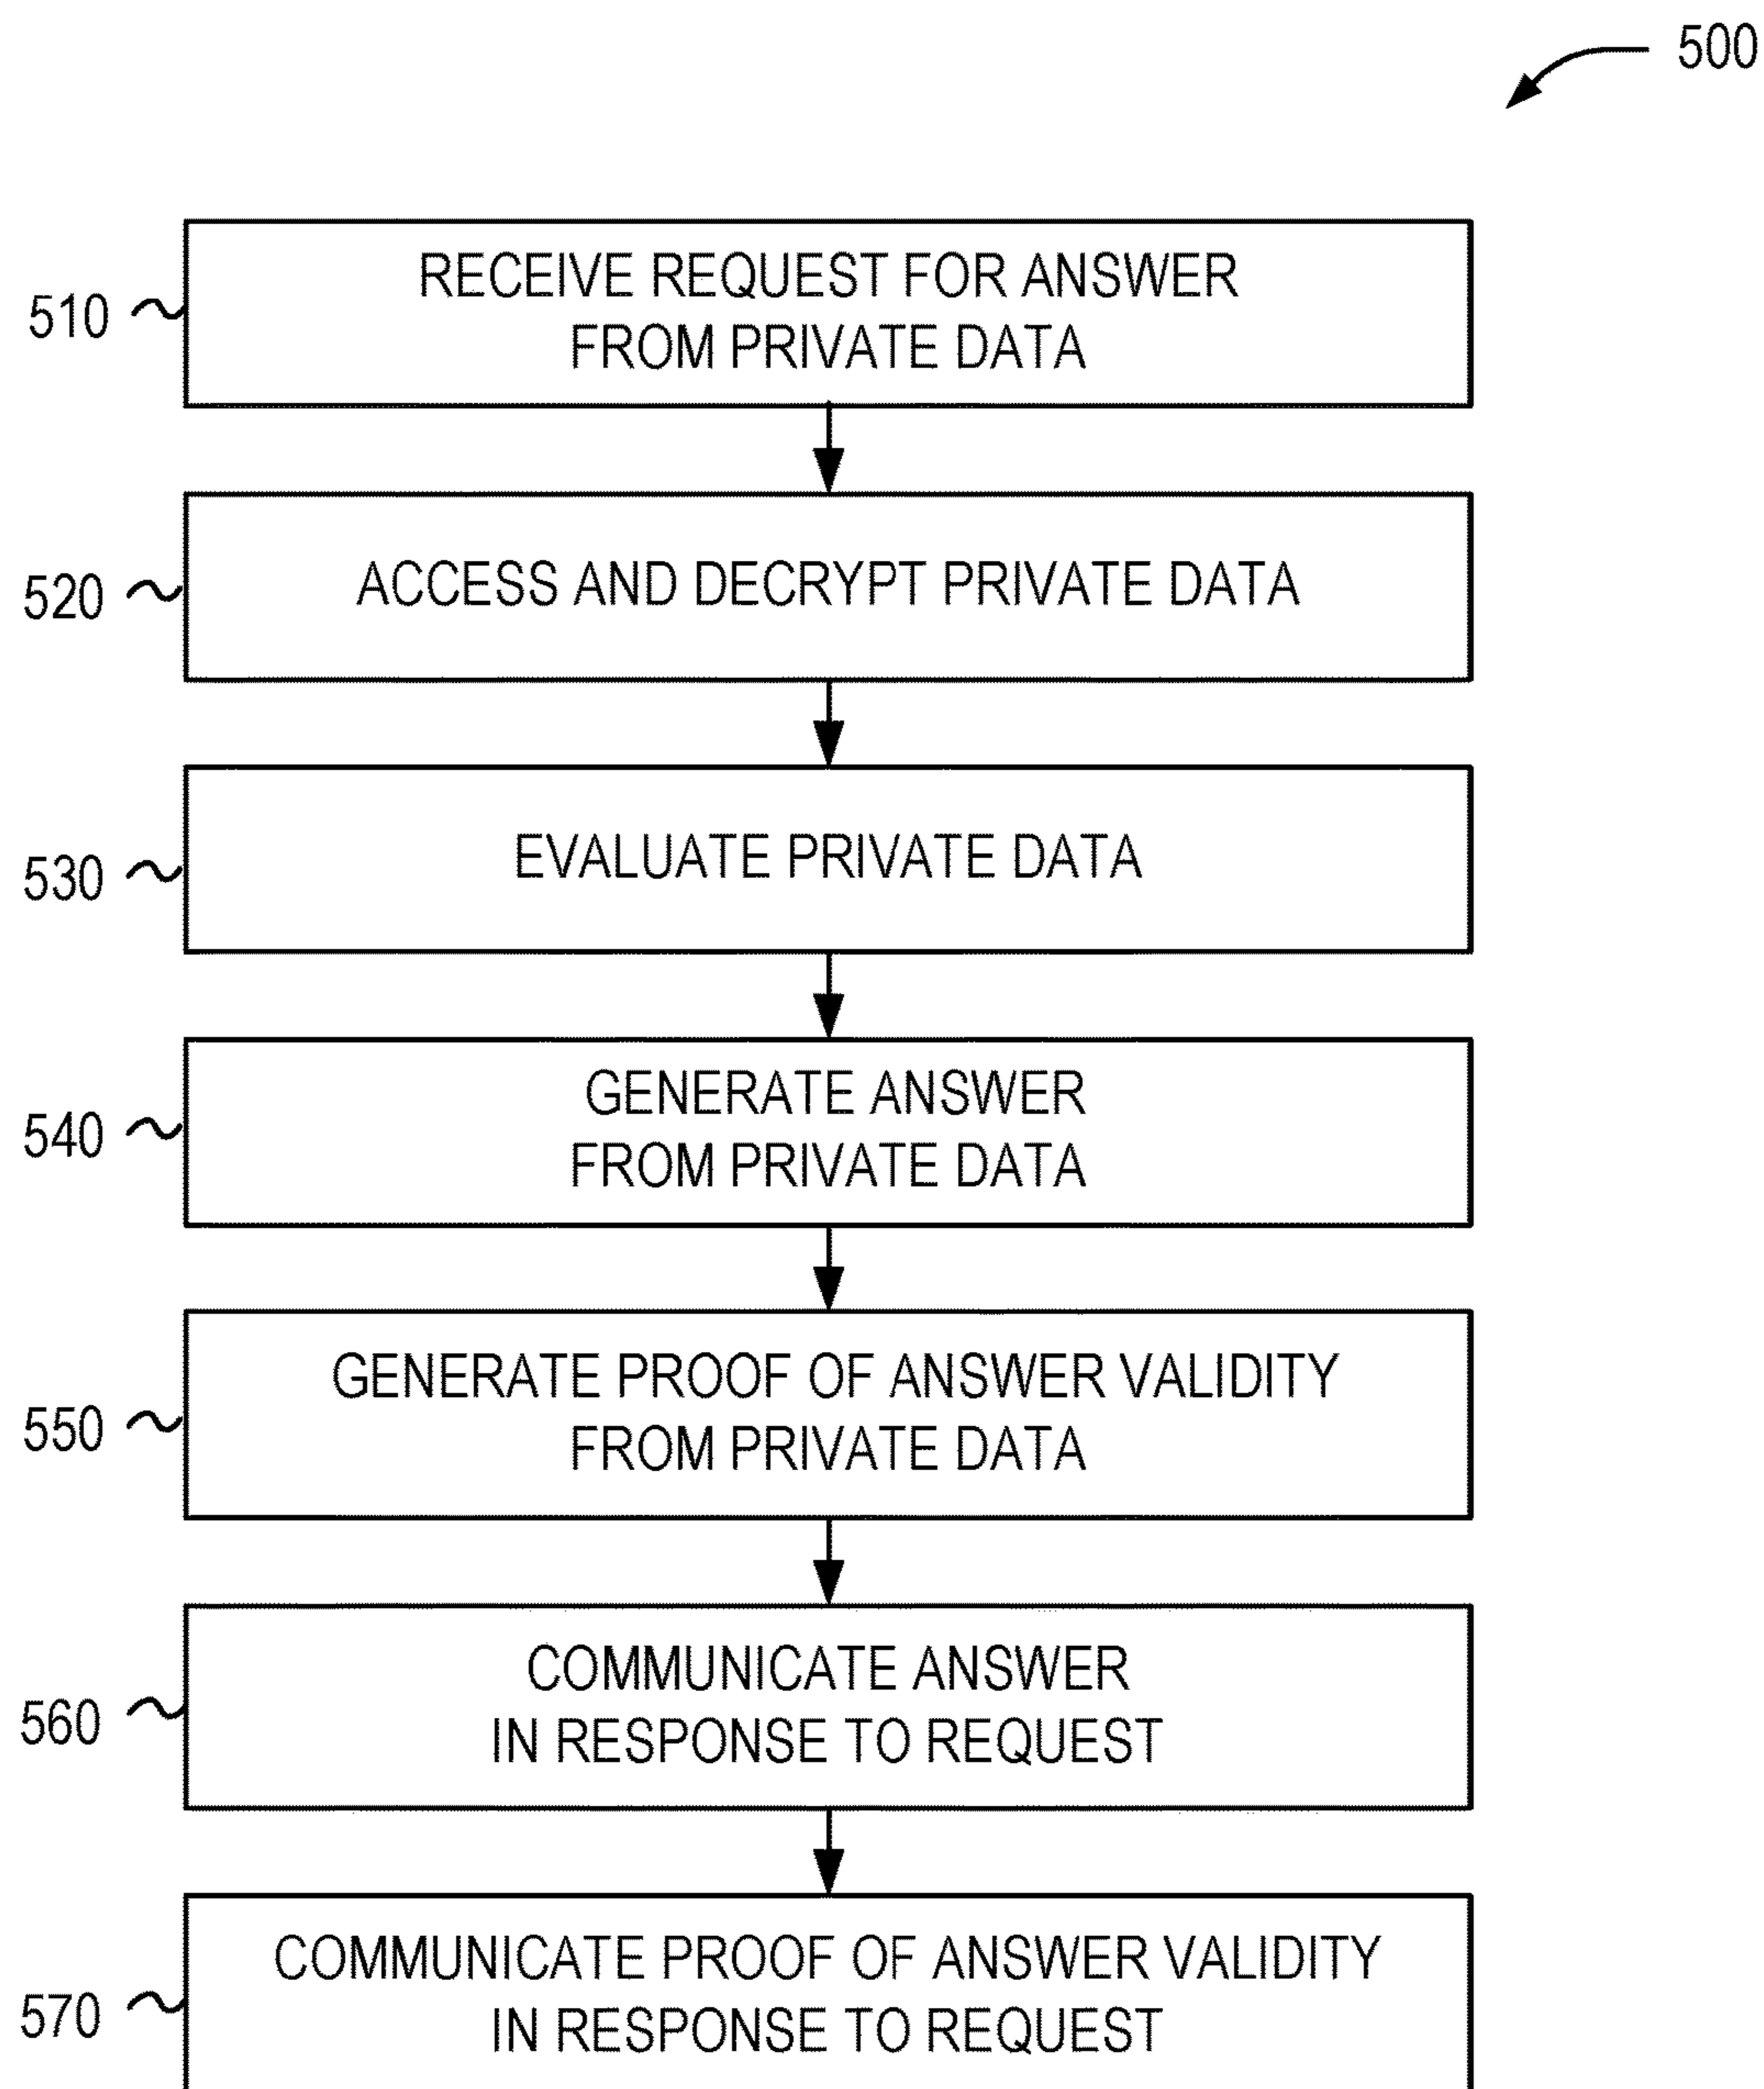 500
510
RECEIVE REQUEST FOR ANSWER
FROM PRIVATE DATA
520
ACCESS AND DECRYPT PRIVATE DATA
530
EVALUATE PRIVATE DATA
540
GENERATE ANSWER
FROM PRIVATE DATA
550
GENERATE PROOF OF ANSWER VALIDITY
FROM PRIVATE DATA
560
COMMUNICATE ANSWER
IN RESPONSE TO REQUEST
570
COMMUNICATE PROOF OF ANSWER VALIDITY
IN RESPONSE TO REQUEST